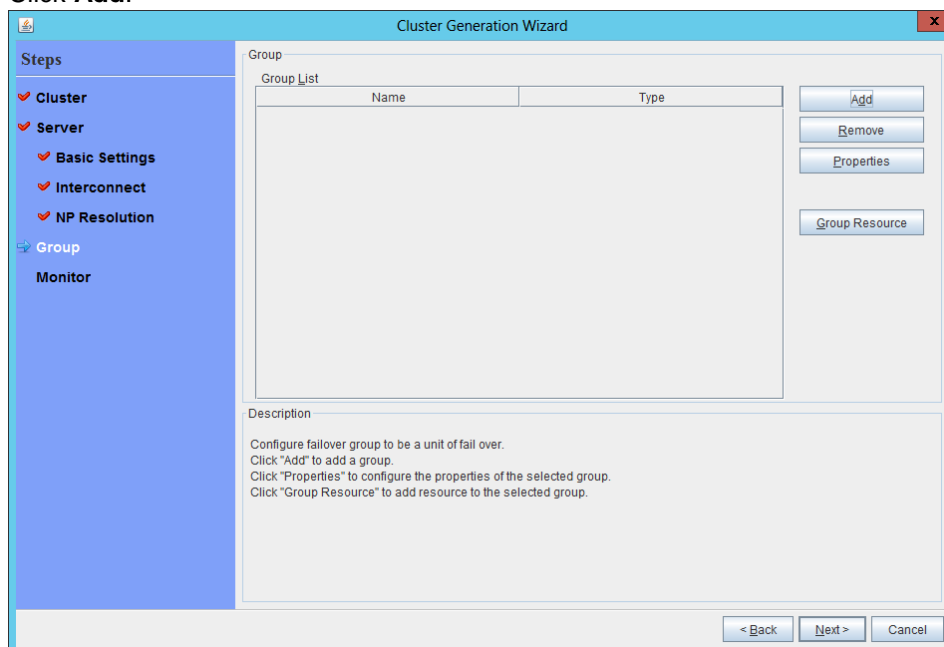 Click Add.
Cluster Generation Wizard
x
Steps
Cluster
Server
Basic Settings
Interconnect
NP Resolution
Group
Monitor
Group
Group List
Name Type
Add
Remove
Properties
Group Resource
Description
Configure failover group to be a unit of fail over.
Click "Add" to add a group.
Click "Properties" to configure the properties of the selected group.
Click "Group Resource" to add resource to the selected group.
< Back Next > Cancel